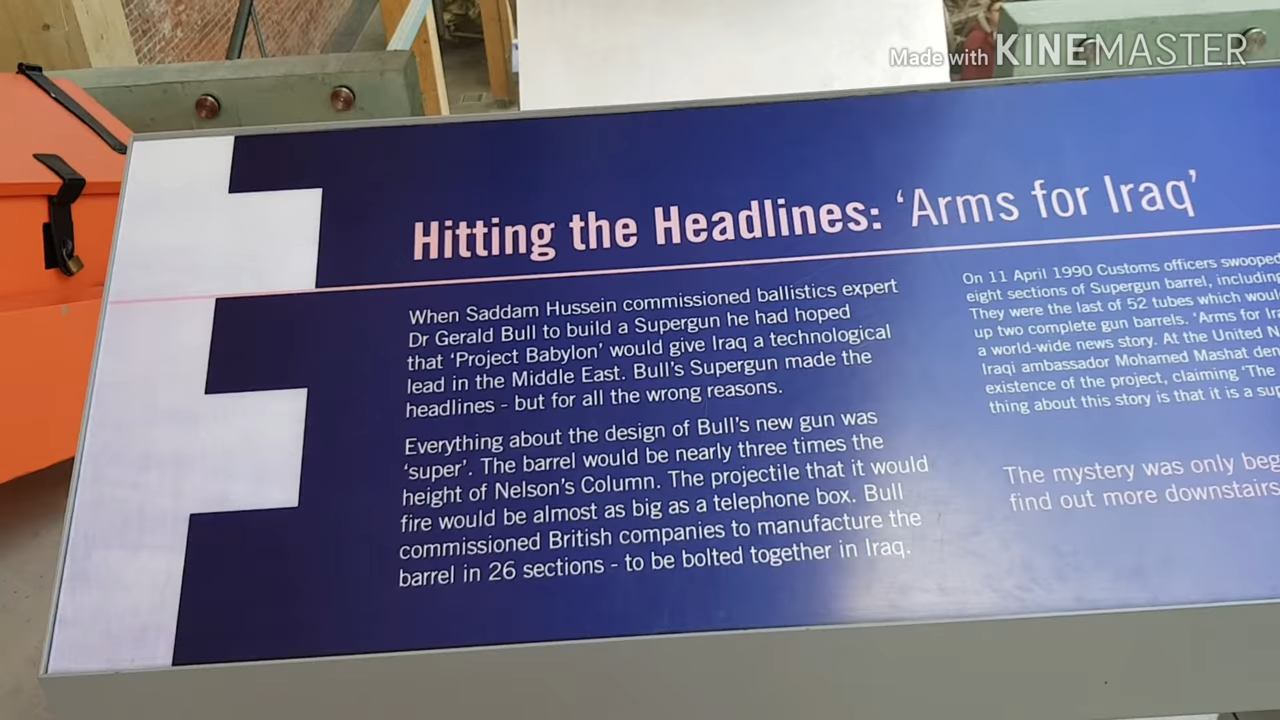 Made with KINEMASTER
Hitting the Headlines: ‘Arms for Iraq’
When Saddam Hussein commissioned ballistics expert
Dr Gerald Bull to build a Supergun he had hoped
that ‘Project Babylon’ would give Iraq a technological
lead in the Middle East. Bull’s Supergun made the
headlines - but for all the wrong reasons.
Everything about the design of Bull’s new gun was
‘super’. The barrel would be nearly three times the
height of Nelson’s Column. The projectile that it would
fire would be almost as big as a telephone box. Bull
commissioned British companies to manufacture the
barrel in 26 sections - to be bolted together in Iraq.
On 11 April 1990 Customs officers swooped
eight sections of Supergun barrel, including
They were the last of 52 tubes which
up two complete gun barrels. ‘Arms for
a world-wide news story. At the United
Iraqi ambassador Mohamed Mashat
existence of the project, claiming ‘The
thing about this story is that it is a
The mystery was only
find out more downstairs